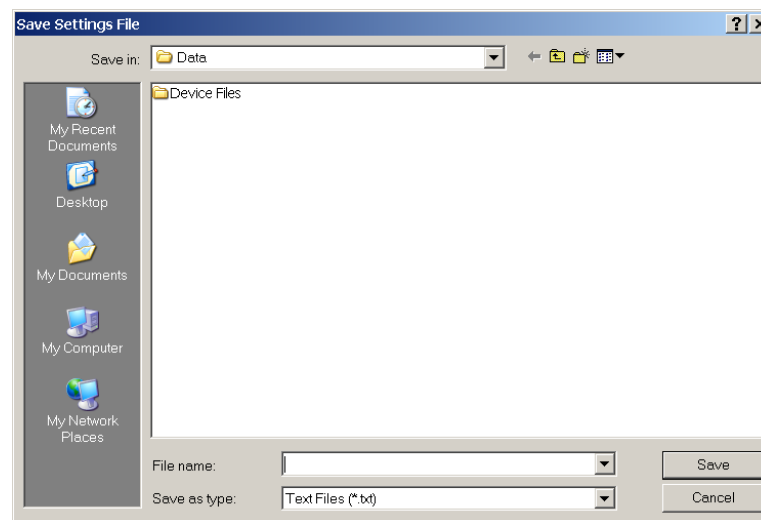 Save Settings File
Save in:
Data
Device Files
My Recent
Documents
Desktop
My Documents
My Computer
My Network
Places
File name:
Save
Save as type:
Text Files (*.txt)
Cancel